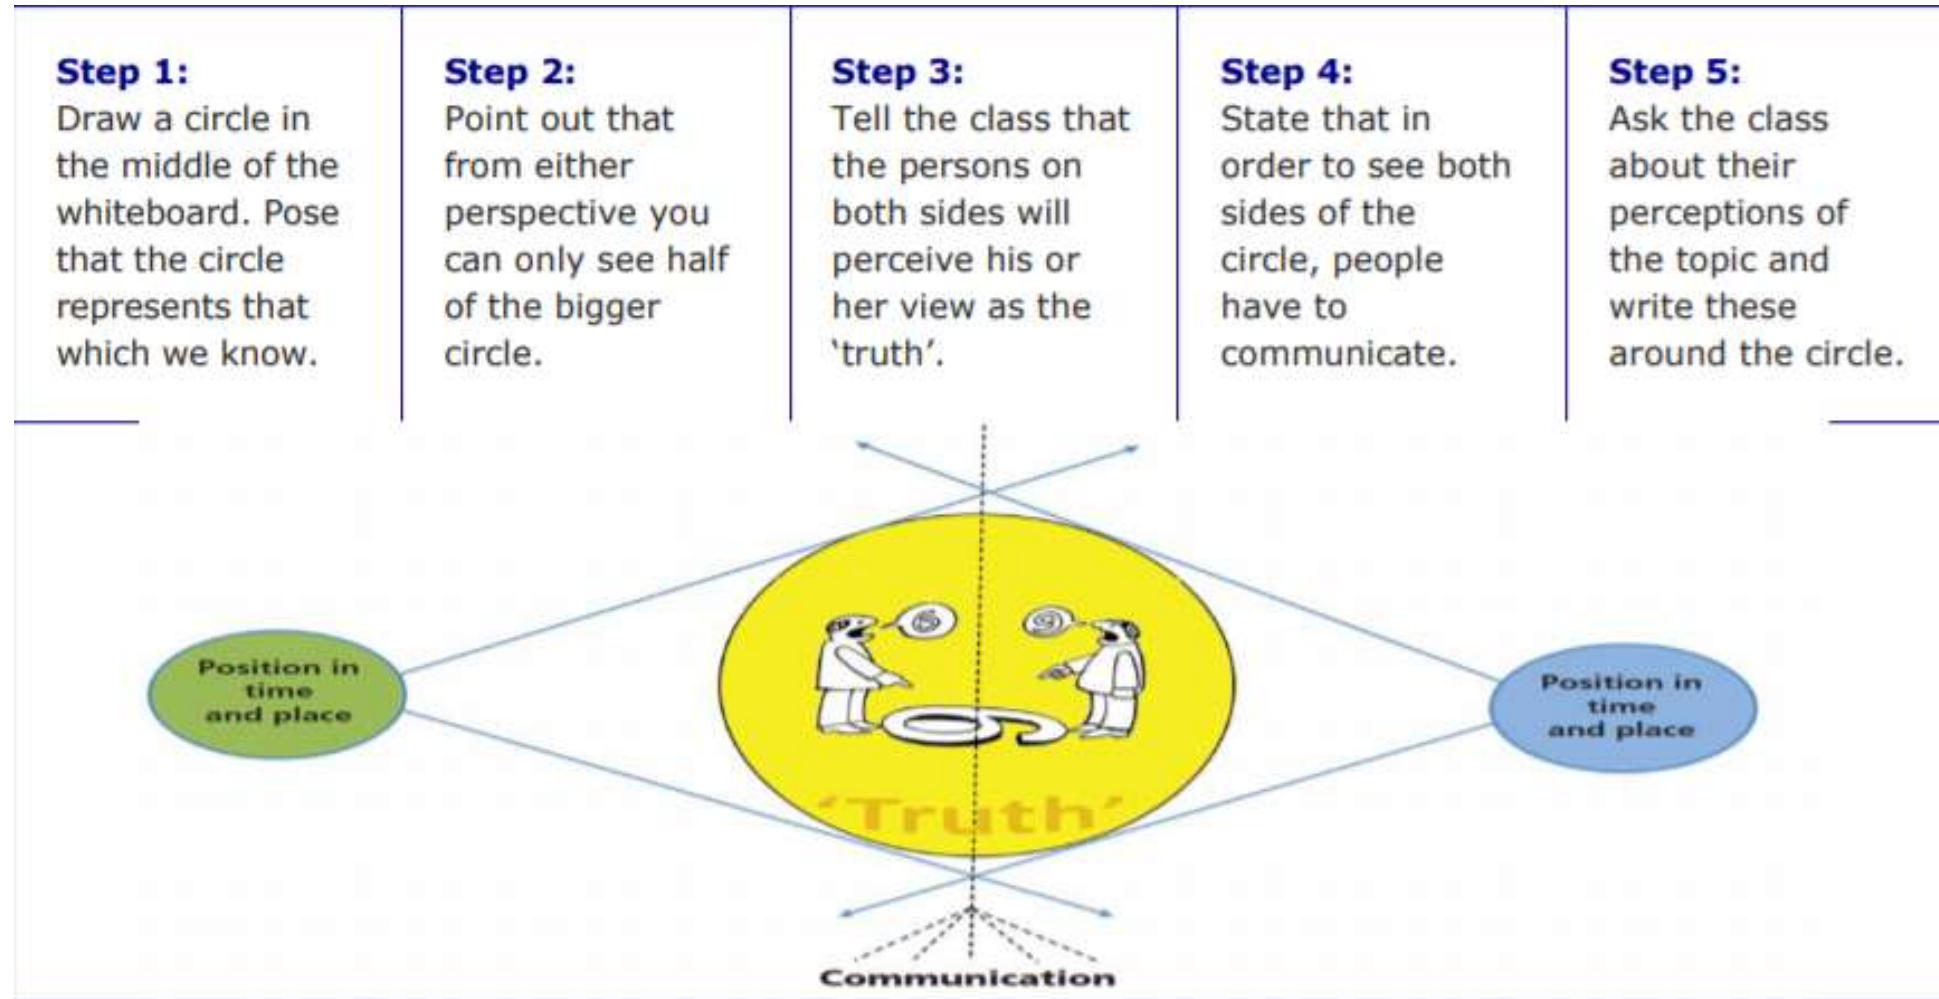 Step 1:
Draw a circle in
the middle of the
whiteboard. Pose
that the circle
represents that
which we know.
Step 2:
Point out that
from either
perspective you
can only see half
of the bigger
circle.
Step 3:
Tell the class that
the persons on
both sides will
perceive his or
her view as the
‘truth’.
Step 4:
State that in
order to see both
sides of the
circle, people
have to
communicate.
Step 5:
Ask the class
about their
perceptions of
the topic and
write these
around the circle.
Position in
time
and place
6
9
‘Truth’
Position in
time
and place
Communication